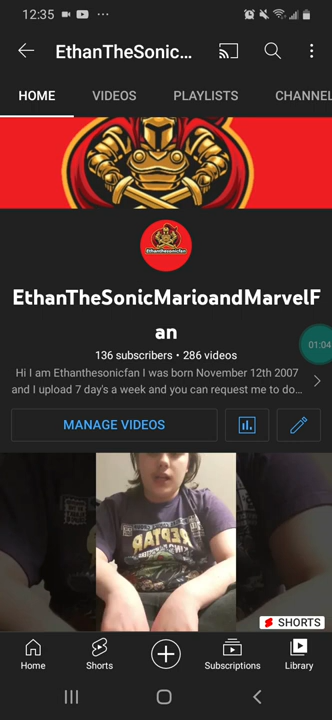 12:35
EthanTheSonic...
HOME VIDEOS PLAYLISTS CHANNEL
EthanTheSonicMarioandMarvelF
an
136 subscribers • 286 videos
Hi I am Ethanthesonicfan I was born November 12th 2007
and I upload 7 day's a week and you can request me to do...
01:04
MANAGE VIDEOS
REPTAR
SHORTS
Home Shorts Subscriptions Library